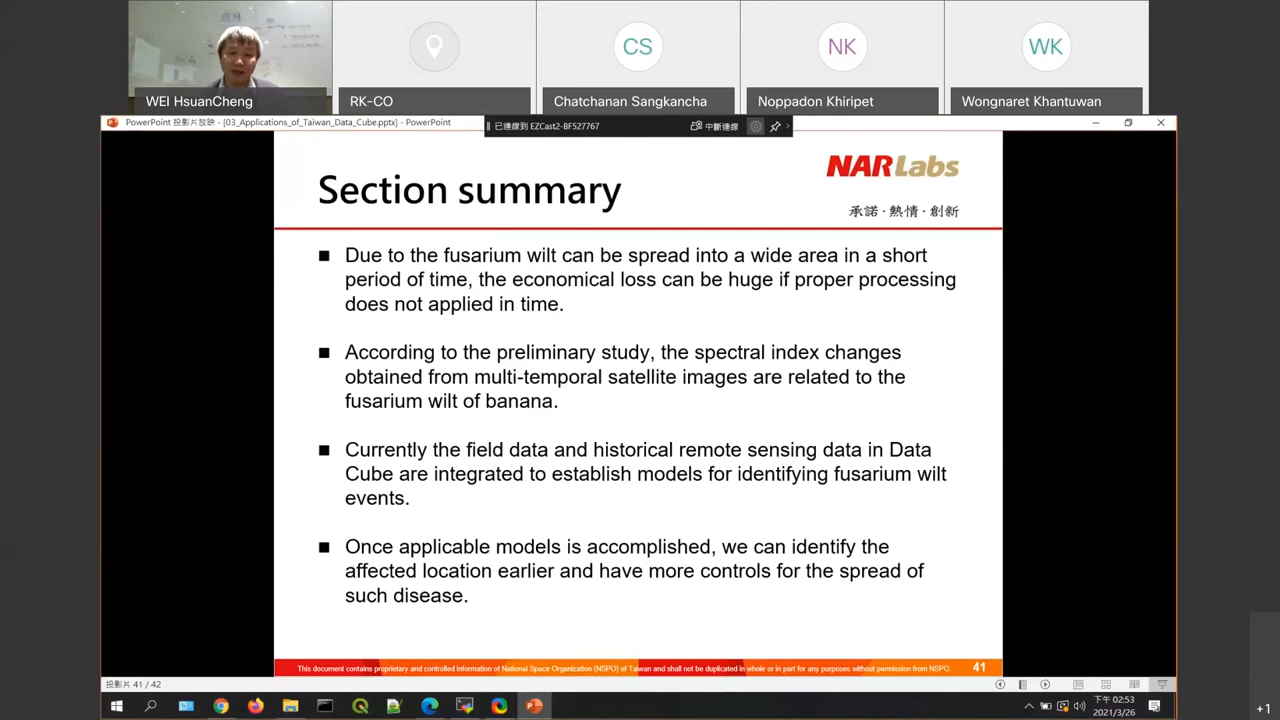 CS
NK
WK
WEI HsuanCheng
RK-CO
Chatchanan Sangkancha
Noppadon Khiripet
Wongnaret Khantuwan
PowerPoint 投影片放映 - [03_Applications_of_Taiwan_Data_Cube.pptx] - PowerPoint
已連線到 EZCast2-BF527767
中斷連線
NARLabs
Section summary
承諾·熱情·創新
Due to the fusarium wilt can be spread into a wide area in a short
period of time, the economical loss can be huge if proper processing
does not applied in time.
According to the preliminary study, the spectral index changes
obtained from multi-temporal satellite images are related to the
fusarium wilt of banana.
Currently the field data and historical remote sensing data in Data
Cube are integrated to establish models for identifying fusarium wilt
events.
Once applicable models is accomplished, we can identify the
affected location earlier and have more controls for the spread of
such disease.
This document contains proprietary and controlled information of National Space Organization (NSPO) of Taiwan and shall not be duplicated in whole or in part for any purposes without permission from NSPO.
41
投影片 41 / 42
下午 02:53
2021/3/26
+1